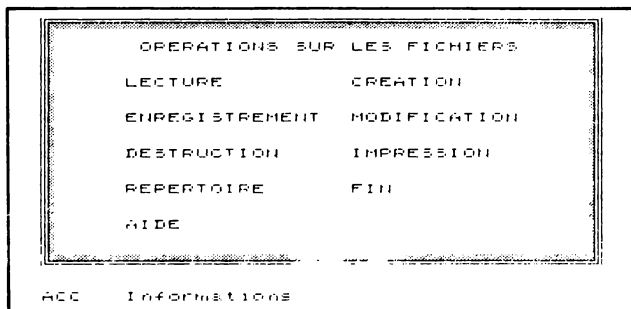 OPERATIONS SUR LES FICHIERS
LECTURE CREATION
ENREGISTREMENT MODIFICATION
DESTRUCTION IMPRESSION
REPERTOIRE FIN
AIDE
ACC Informations